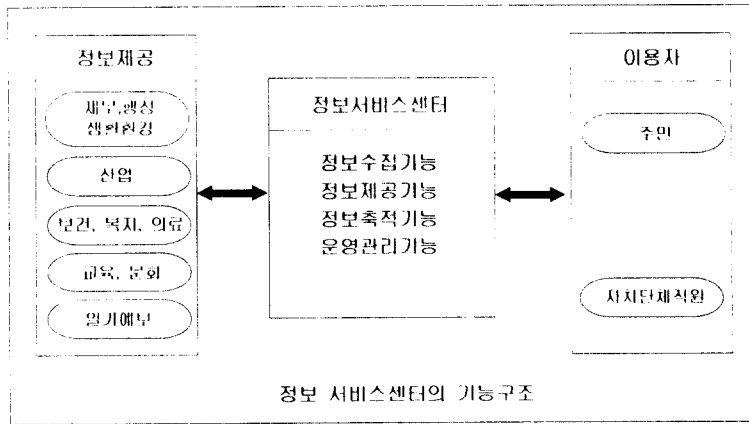 정보제공
재무,행정
생활환경
산업
보건, 복지, 의료
교육, 문화
일기예보
정보서비스센터
정보수집기능
정보제공기능
정보축적기능
운영관리기능
이용자
주민
자치단체직원
정보 서비스센터의 기능구조